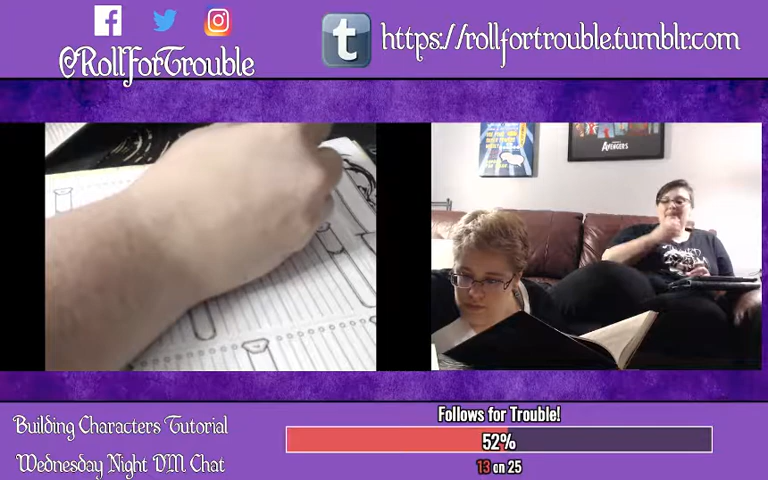 @RollForTrouble
https://rollfortrouble.tumblr.com
AVENGERS
Building Characters Tutorial
Wednesday Night DM Chat
Follows for Trouble!
52%
13 on 25